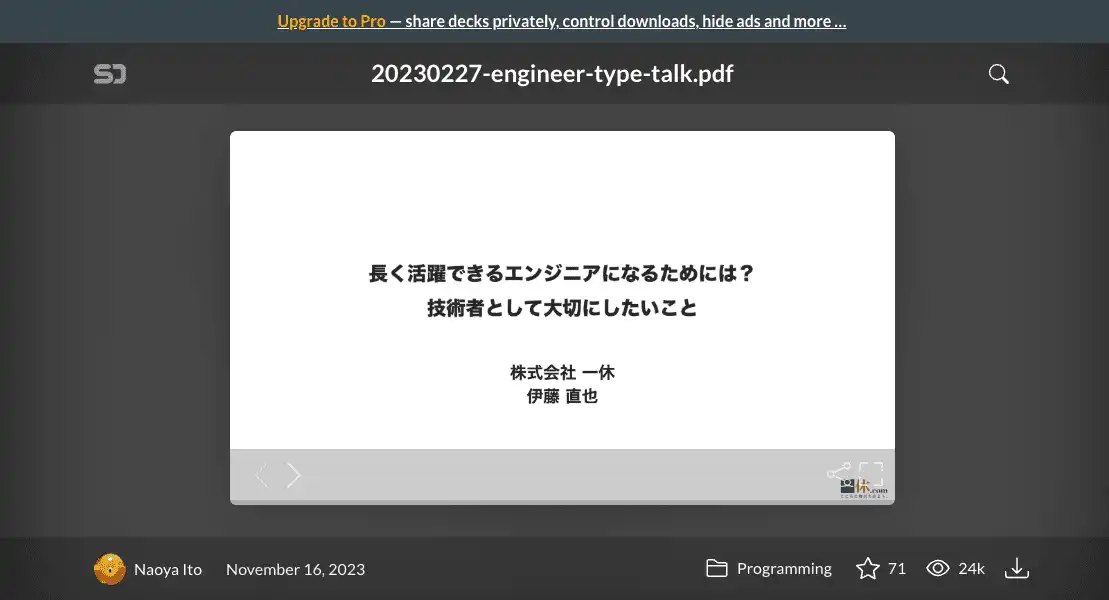 Upgrade to Pro — share decks privately, control downloads, hide ads and more …
SD
20230227-engineer-type-talk.pdf
長く活躍できるエンジニアになるためには？
技術者として大切にしたいこと
株式会社 一休
伊藤 直也
一休.com
Naoya Ito
November 16, 2023
Programming
71
24k